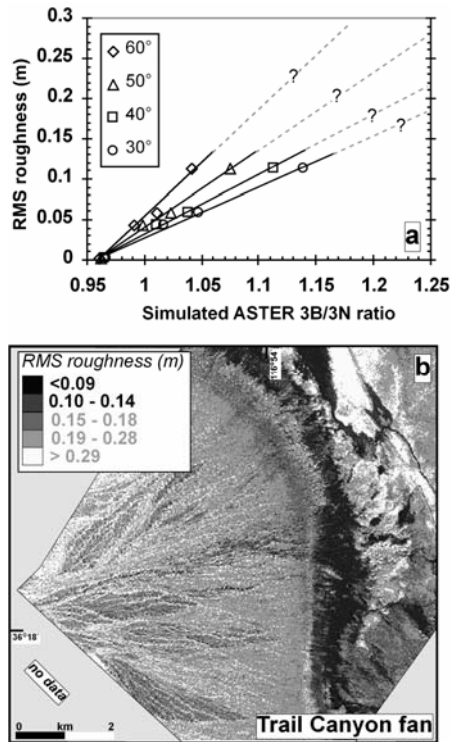 0.3
0.25
0.2
0.15
0.1
0.05
0
RMS roughness (m)
60°
50°
40°
30°
?
?
?
?
a
0.95 1 1.05 1.1 1.15 1.2 1.25
Simulated ASTER 3B/3N ratio
RMS roughness (m)
<0.09
0.10 - 0.14
0.15 - 0.18
0.19 - 0.28
> 0.29
116°54'
b
36°18'
no data
0 km 2
Trail Canyon fan